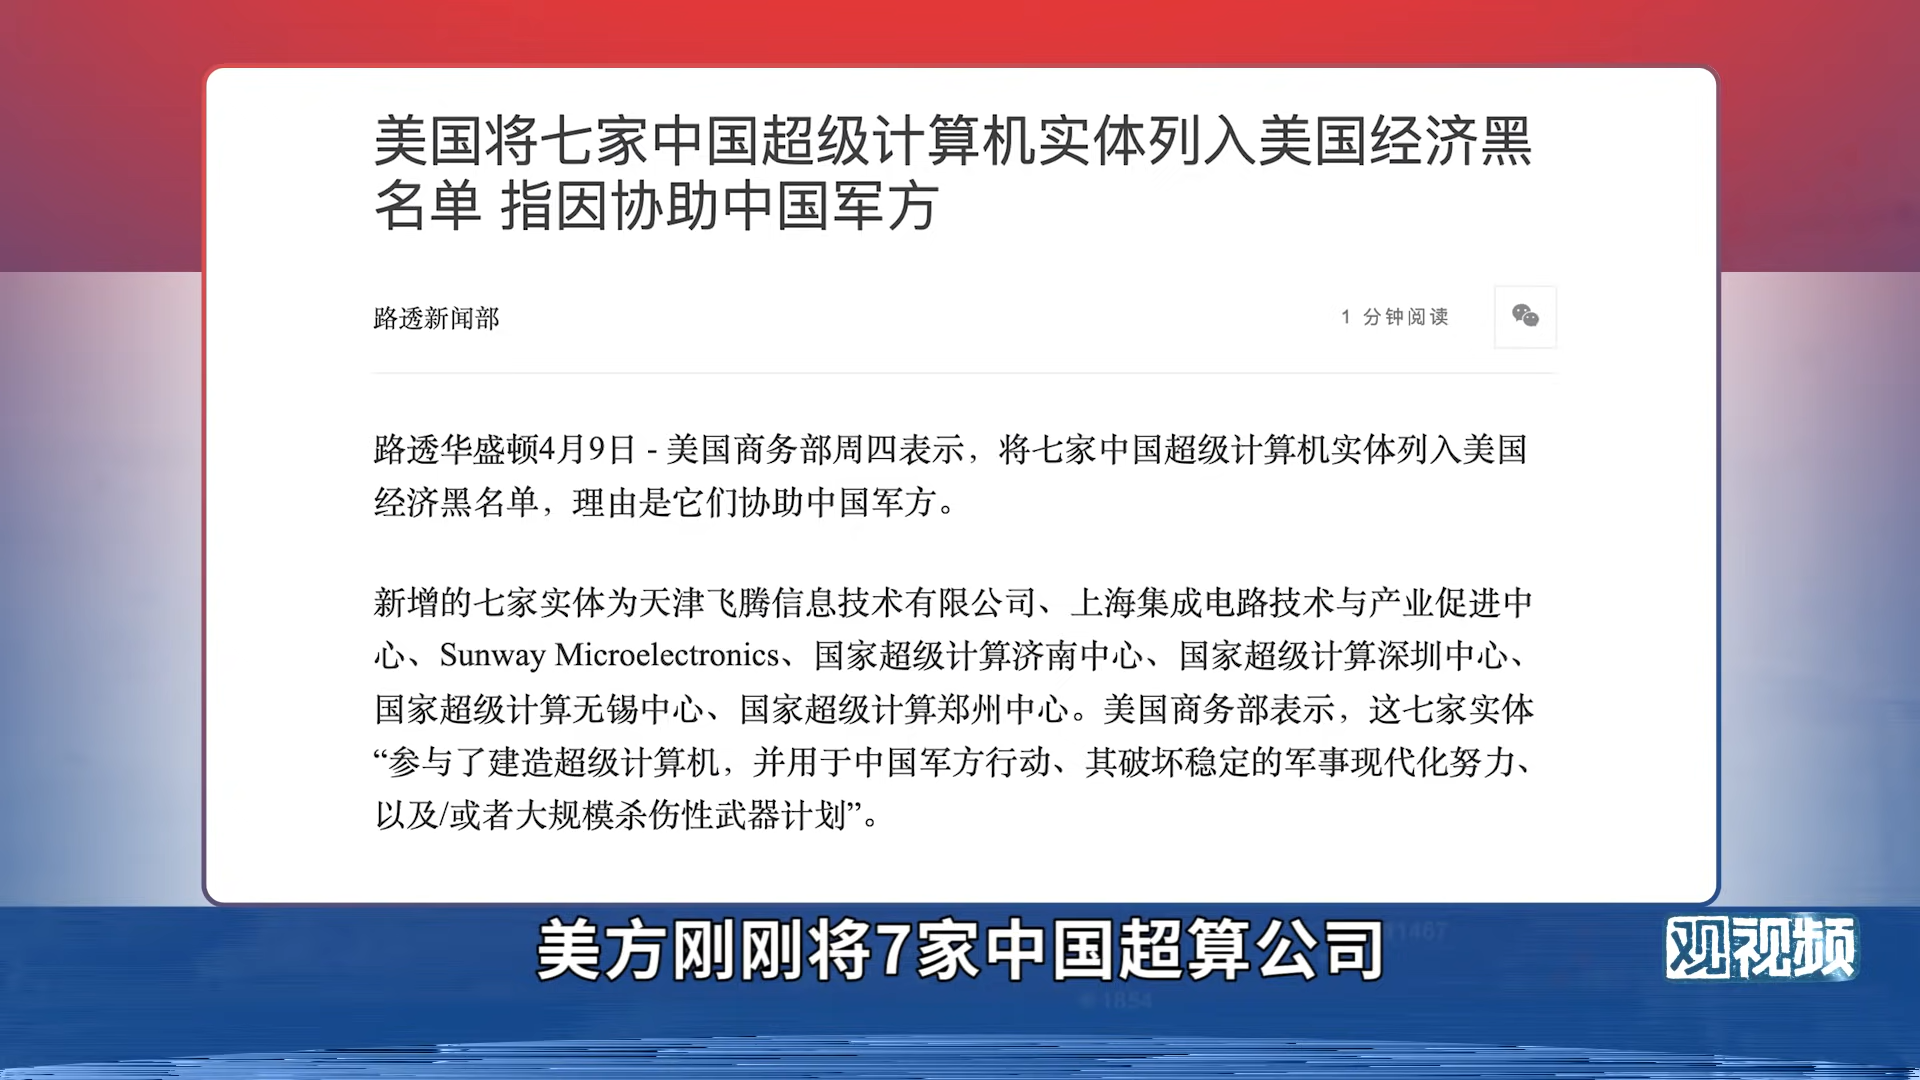 美国将七家中国超级计算机实体列入美国经济黑
名单 指因协助中国军方
路透新闻部
1 分钟阅读
路透华盛顿4月9日 - 美国商务部周四表示，将七家中国超级计算机实体列入美国
经济黑名单，理由是它们协助中国军方。
新增的七家实体为天津飞腾信息技术有限公司、上海集成电路技术与产业促进中
心、Sunway Microelectronics、国家超级计算济南中心、国家超级计算深圳中心、
国家超级计算无锡中心、国家超级计算郑州中心。美国商务部表示，这七家实体
“参与了建造超级计算机，并用于中国军方行动、其破坏稳定的军事现代化努力、
以及/或者大规模杀伤性武器计划”。
美方刚刚将7家中国超算公司
观视频